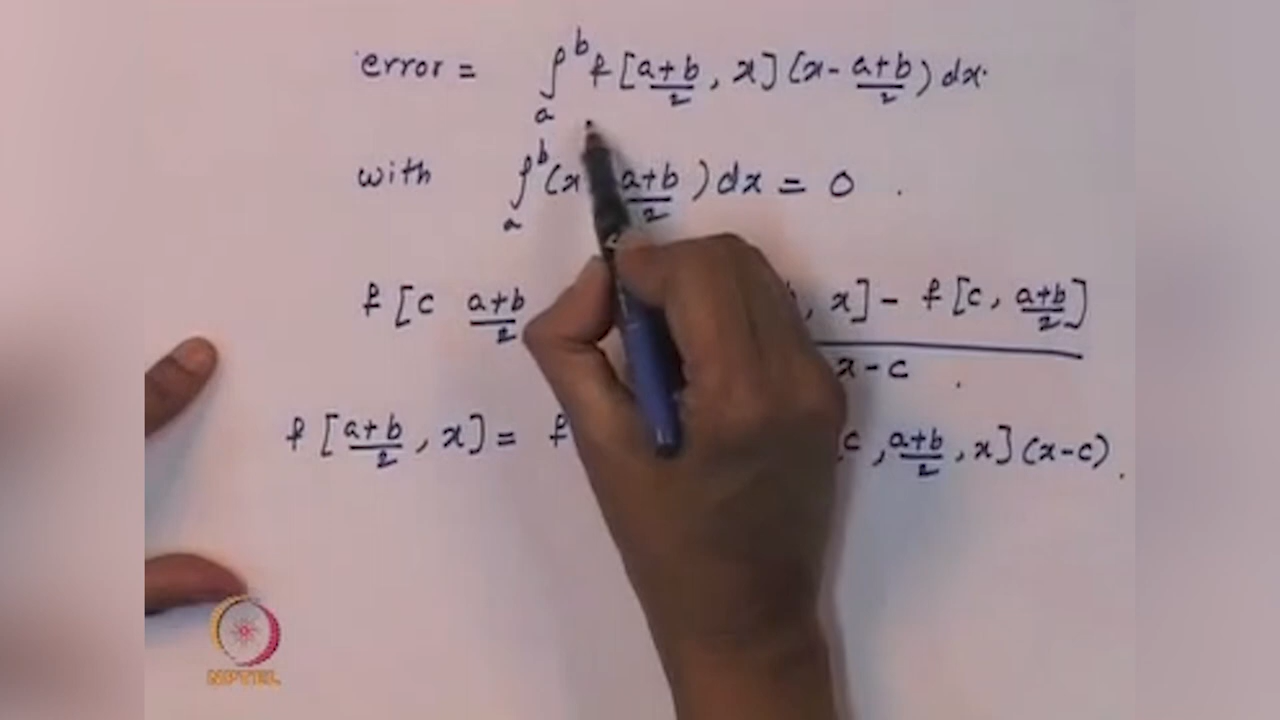 error = ∫_a^b f[(a+b)/2, x](x - (a+b)/2) dx.
with ∫_a^b (x (a+b)/2) dx = 0 .
f[c (a+b)/2 , x] - f[c, (a+b)/2]
x-c .
f[(a+b)/2, x] = f c, (a+b)/2, x](x-c).
NPTEL